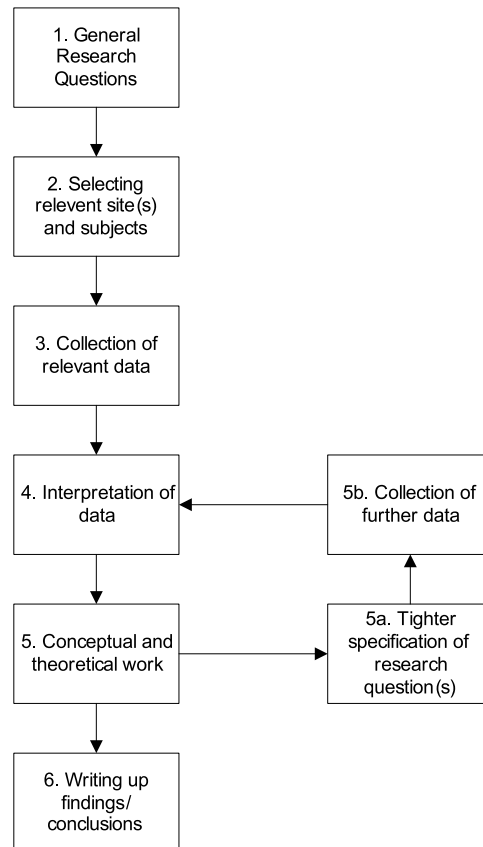 1. General
Research
Questions
2. Selecting
relevent site(s)
and subjects
3. Collection of
relevant data
4. Interpretation of
data
5b. Collection of
further data
5. Conceptual and
theoretical work
5a. Tighter
specification of
research
question(s)
6. Writing up
findings/
conclusions